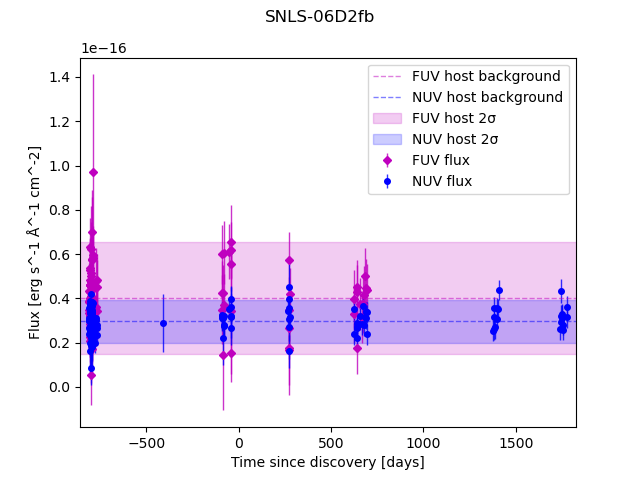 SNLS-06D2fb
1e−16
FUV host background
NUV host background
FUV host 2σ
NUV host 2σ
FUV flux
NUV flux
1.4
1.2
1.0
0.8
0.6
0.4
0.2
0.0
Flux [erg s^-1 Å^-1 cm^-2]
−500
0
500
1000
1500
Time since discovery [days]